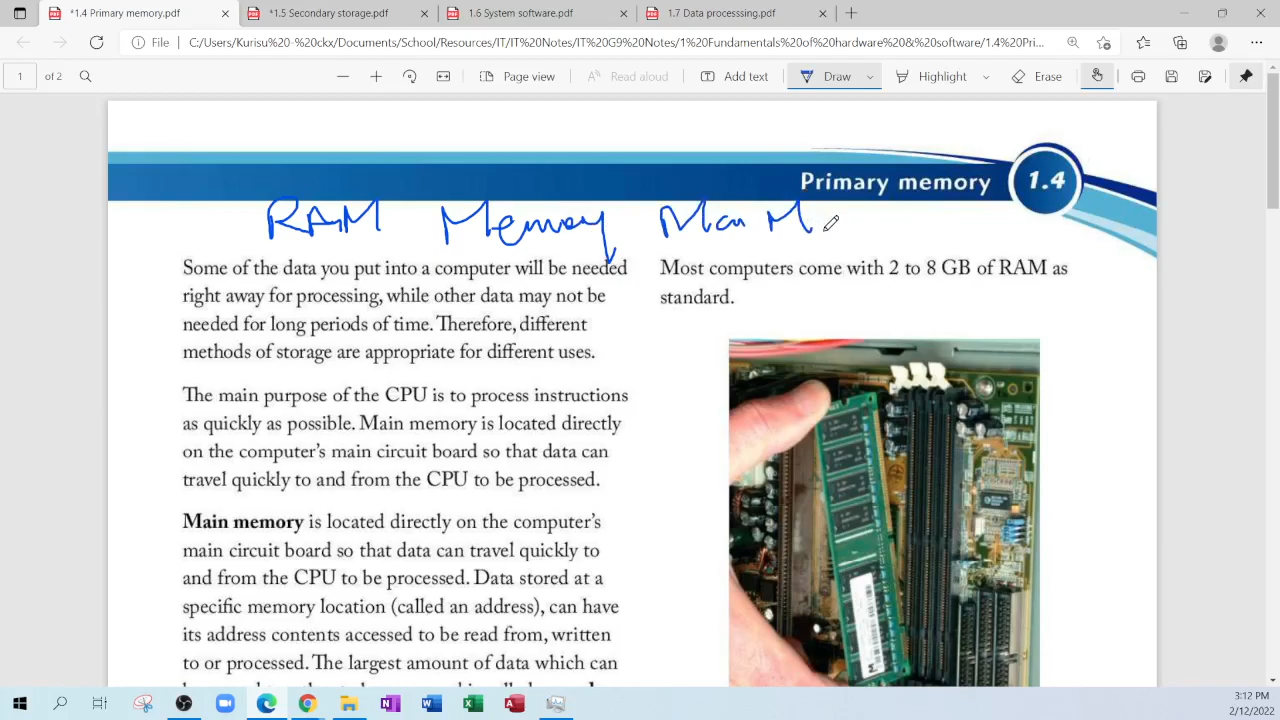 *1.4 Primary memory.pdf
*1.5 Secondary storage.pdf
1.6 System software.pdf
1.7 Data processsing.pdf
File
C:/Users/Kurisu%20-%20ckx/Documents/School/Resources/IT/IT%20Notes/IT%20G9%20Notes/1%20Fundamentals%20of%20hardware%20&%20software/1.4%20Pri...
1 of 2
Page view
Read aloud
Add text
Draw
Highlight
Erase
Primary memory 1.4
RAM Memory Main M
Some of the data you put into a computer will be needed
right away for processing, while other data may not be
needed for long periods of time. Therefore, different
methods of storage are appropriate for different uses.
The main purpose of the CPU is to process instructions
as quickly as possible. Main memory is located directly
on the computer's main circuit board so that data can
travel quickly to and from the CPU to be processed.
Main memory is located directly on the computer's
main circuit board so that data can travel quickly to
and from the CPU to be processed. Data stored at a
specific memory location (called an address), can have
its address contents accessed to be read from, written
to or processed. The largest amount of data which can
Most computers come with 2 to 8 GB of RAM as
standard.
3:12 PM
2/12/2022